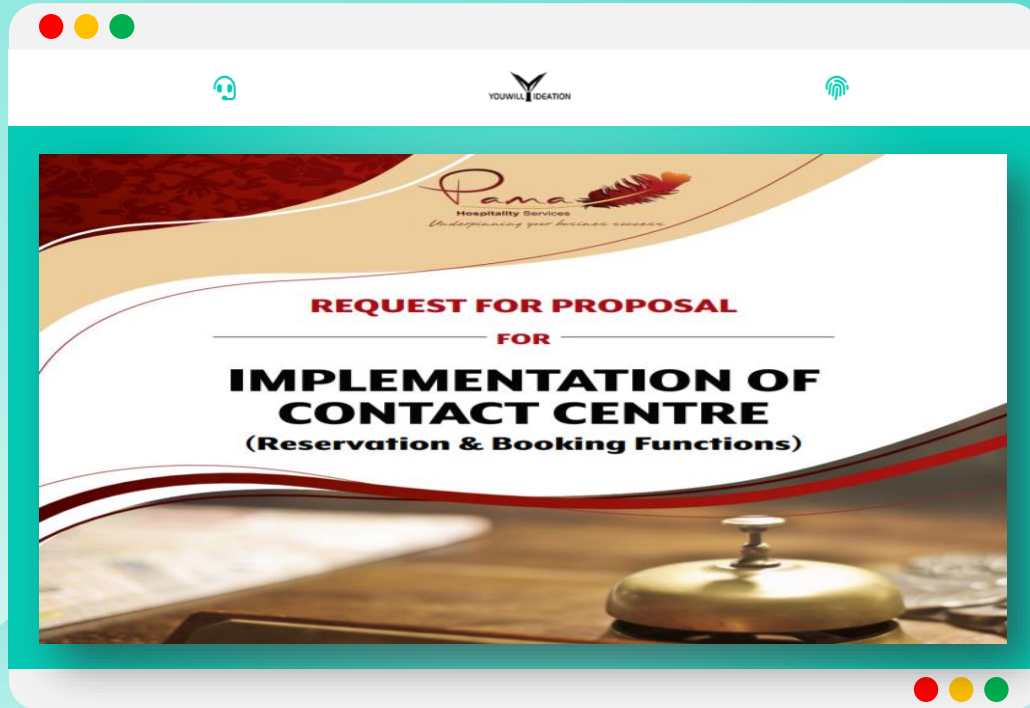 YOUWILL IDEATION
Pama
Hospitality Services
Underpinning your business success
REQUEST FOR PROPOSAL
FOR
IMPLEMENTATION OF
CONTACT CENTRE
(Reservation & Booking Functions)